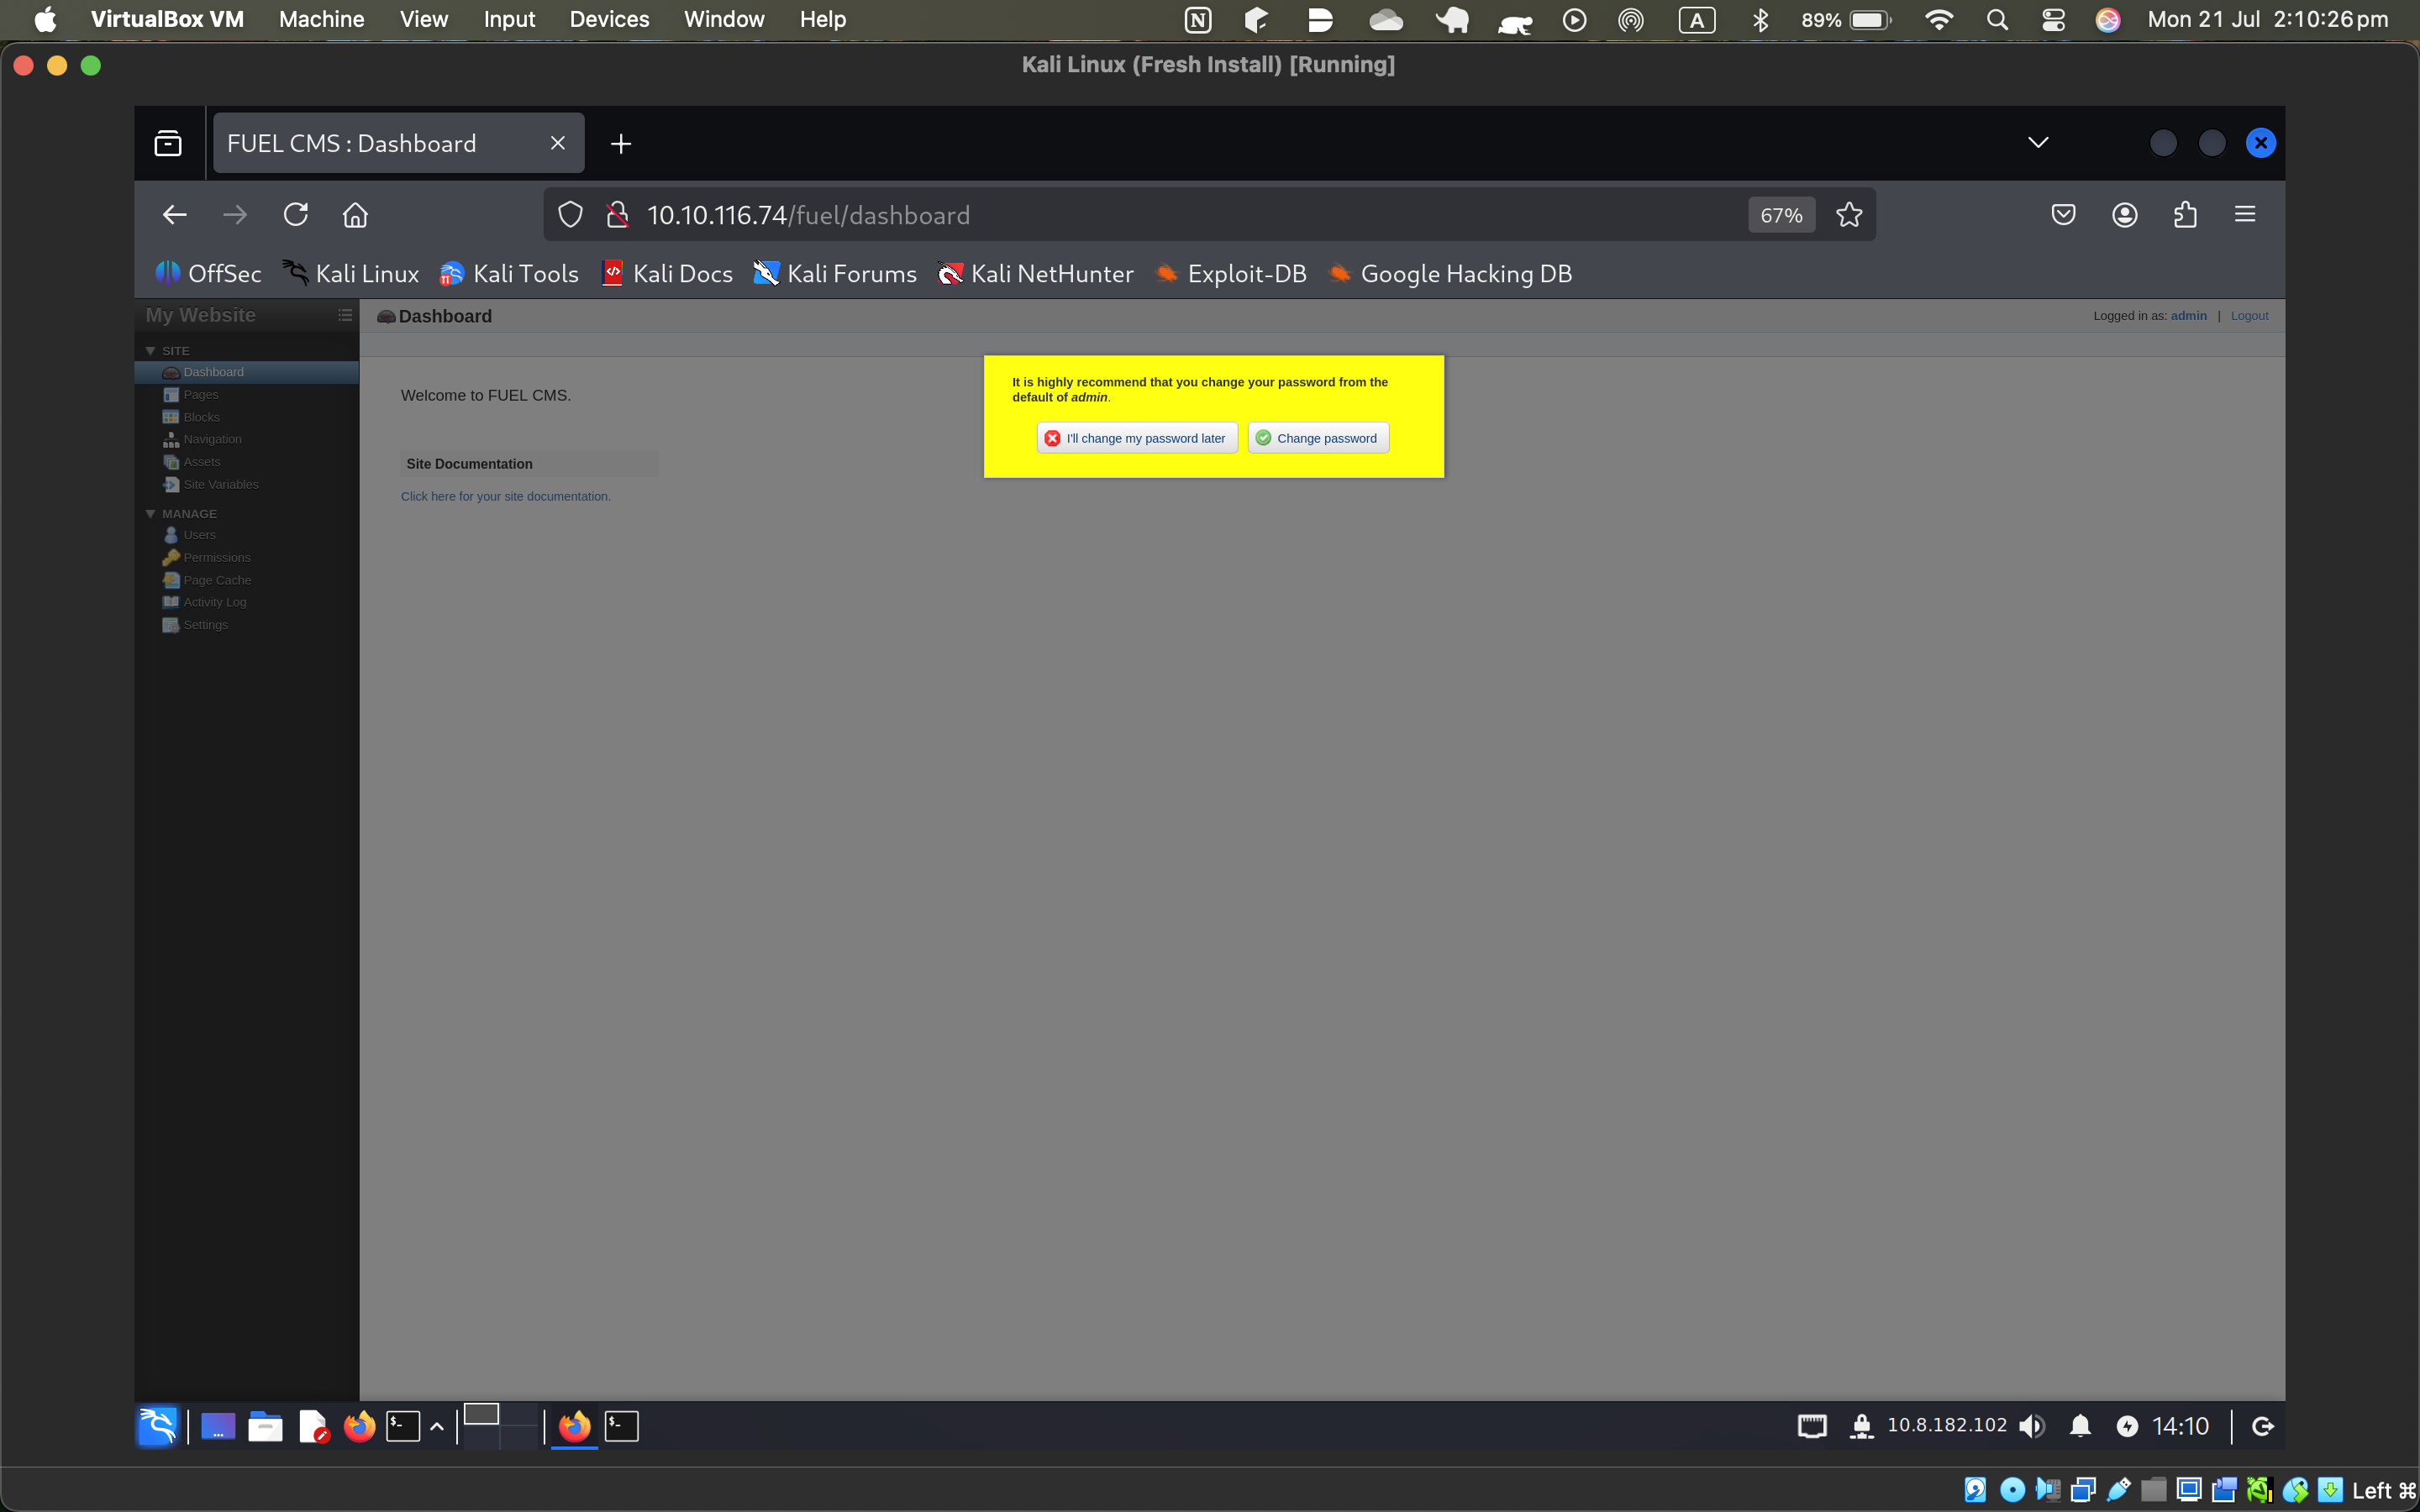 VirtualBox VM Machine View Input Devices Window Help N A 89% Mon 21 Jul 2:10:26 pm
Kali Linux (Fresh Install) [Running]
FUEL CMS : Dashboard
10.10.116.74/fuel/dashboard 67%
OffSec Kali Linux Kali Tools Kali Docs Kali Forums Kali NetHunter Exploit-DB Google Hacking DB
My Website
SITE
Dashboard
Pages
Blocks
Navigation
Assets
Site Variables
MANAGE
Users
Permissions
Page Cache
Activity Log
Settings
Dashboard
Logged in as: admin | Logout
It is highly recommend that you change your password from the
default of admin.
I'll change my password later Change password
Welcome to FUEL CMS.
Site Documentation
Click here for your site documentation.
10.8.182.102 14:10
Left ⌘